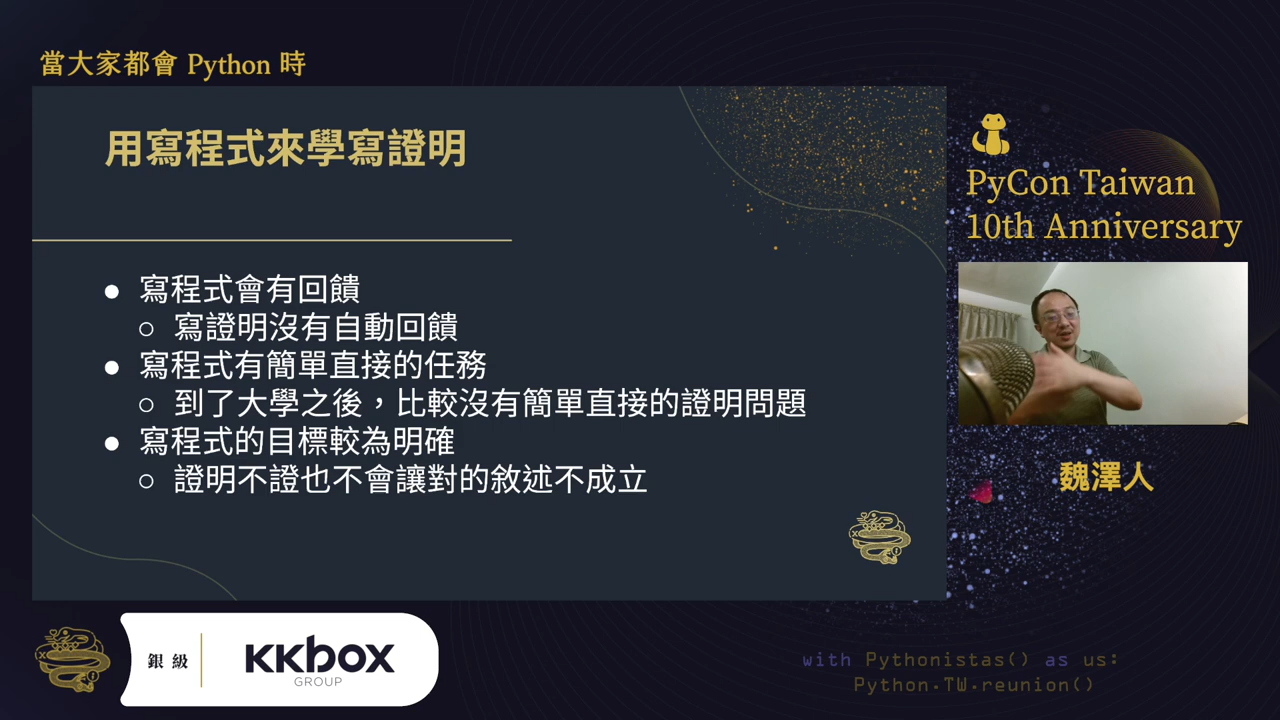 當大家都會 Python 時
用寫程式來學寫證明
● 寫程式會有回饋
○ 寫證明沒有自動回饋
● 寫程式有簡單直接的任務
○ 到了大學之後，比較沒有簡單直接的證明問題
● 寫程式的目標較為明確
○ 證明不證也不會讓對的敘述不成立
PyCon Taiwan
10th Anniversary
魏澤人
銀級
KKBOX
GROUP
with Pythonistas() as us:
Python.TW.reunion()